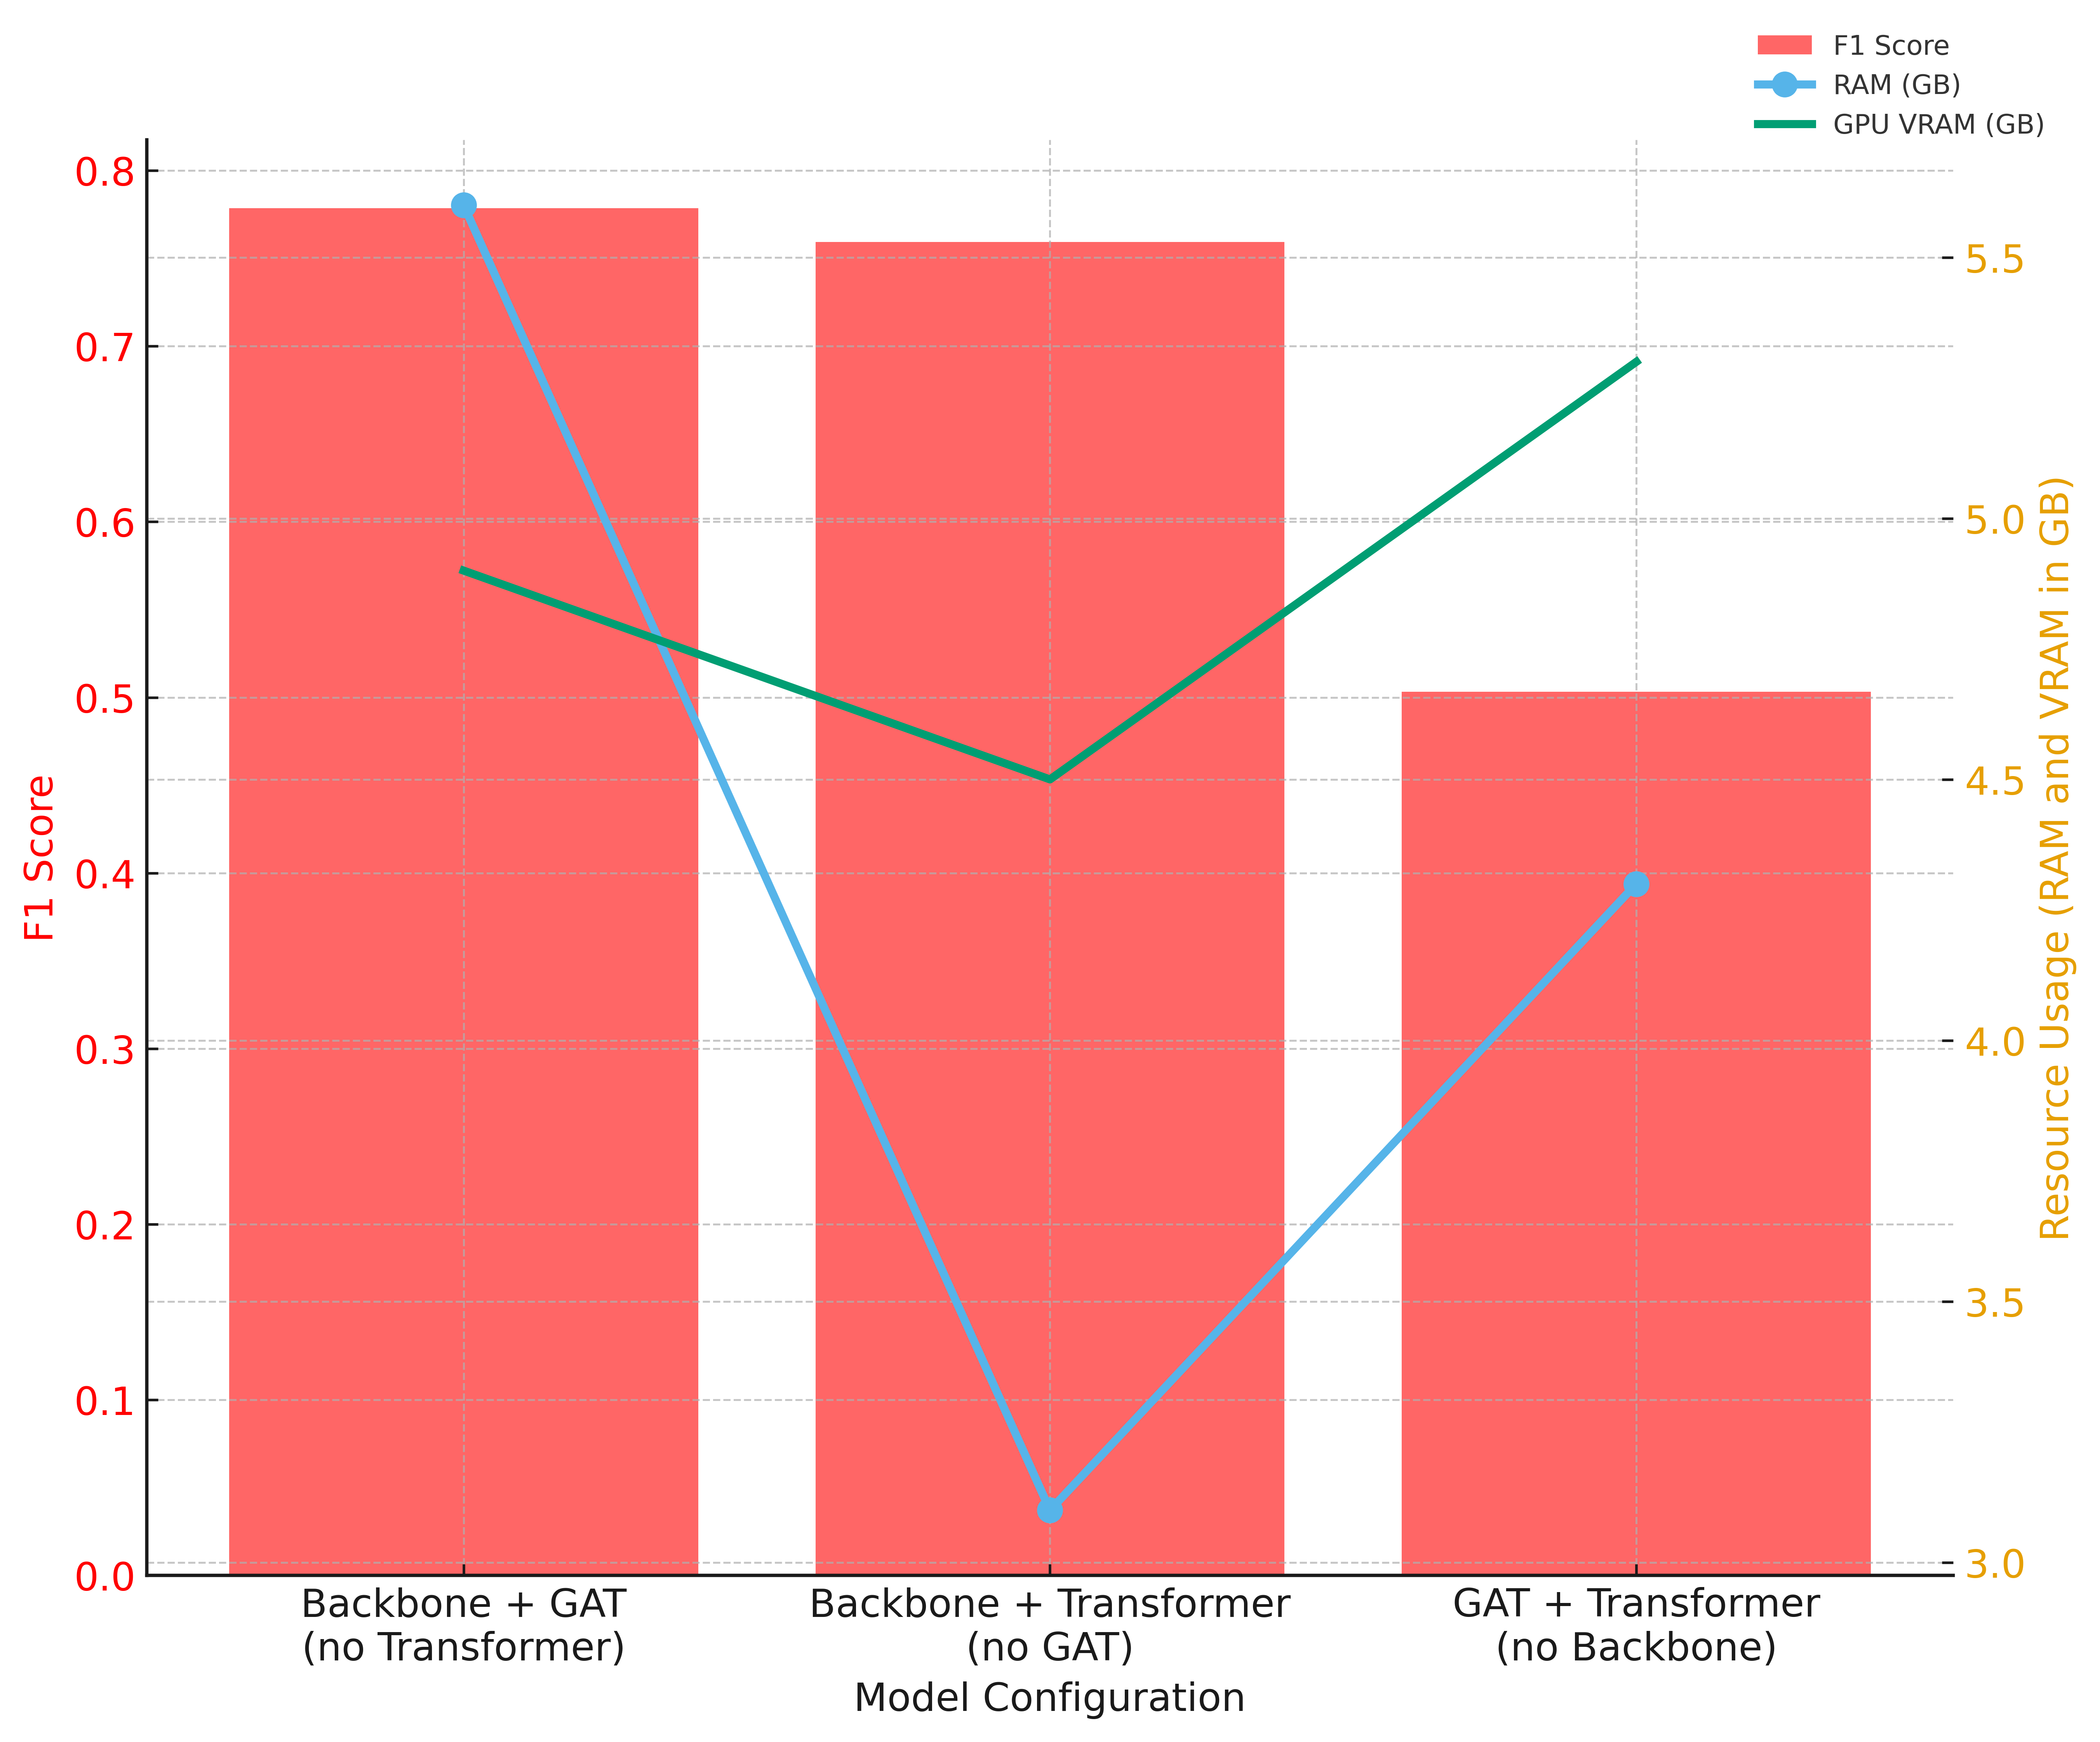 F1 Score
RAM (GB)
GPU VRAM (GB)
0.8
0.7
0.6
0.5
0.4
0.3
0.2
0.1
0.0
F1 Score
5.5
5.0
4.5
4.0
3.5
3.0
Resource Usage (RAM and VRAM in GB)
Backbone + GAT
(no Transformer)
Backbone + Transformer
(no GAT)
GAT + Transformer
(no Backbone)
Model Configuration